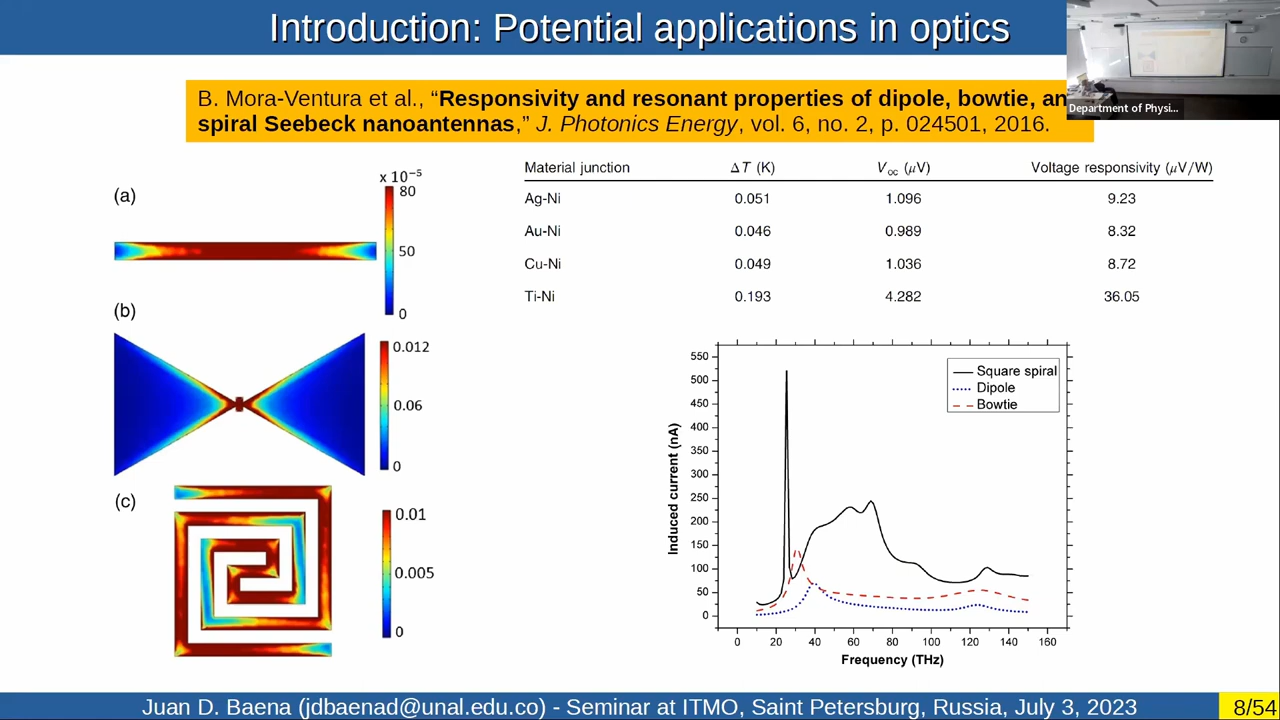 Introduction: Potential applications in optics
Department of Physi...
B. Mora-Ventura et al., “Responsivity and resonant properties of dipole, bowtie, an
spiral Seebeck nanoantennas,” J. Photonics Energy, vol. 6, no. 2, p. 024501, 2016.
(a)
x 10⁻⁵
80
50
0
(b)
0.012
0.06
0
(c)
0.01
0.005
0
Material junction ΔT (K) Voc (μV) Voltage responsivity (μV/W)
Ag-Ni 0.051 1.096 9.23
Au-Ni 0.046 0.989 8.32
Cu-Ni 0.049 1.036 8.72
Ti-Ni 0.193 4.282 36.05
Induced current (nA)
550
500
450
400
350
300
250
200
150
100
50
0
Square spiral
Dipole
Bowtie
0 20 40 60 80 100 120 140 160
Frequency (THz)
Juan D. Baena (jdbaenad@unal.edu.co) - Seminar at ITMO, Saint Petersburg, Russia, July 3, 2023
8/54